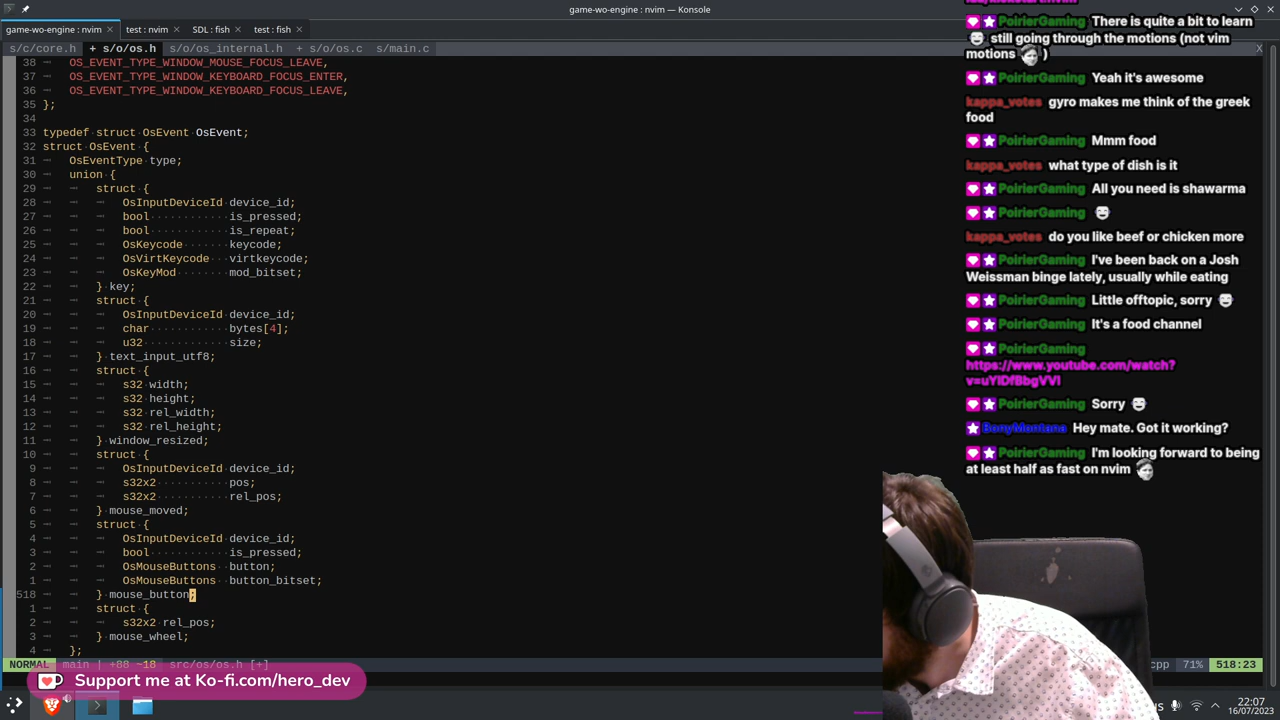 game-wo-engine : nvim — Konsole
game-wo-engine : nvim × test : nvim × SDL : fish × test : fish ×
s/c/core.h + s/o/os.h s/o/os_internal.h + s/o/os.c s/main.c X
38 OS_EVENT_TYPE_WINDOW_MOUSE_FOCUS_LEAVE,
37 OS_EVENT_TYPE_WINDOW_KEYBOARD_FOCUS_ENTER,
36 OS_EVENT_TYPE_WINDOW_KEYBOARD_FOCUS_LEAVE,
35 };
34
33 typedef struct OsEvent OsEvent;
32 struct OsEvent {
31 OsEventType type;
30 union {
29 struct {
28 OsInputDeviceId device_id;
27 bool is_pressed;
26 bool is_repeat;
25 OsKeycode keycode;
24 OsVirtKeycode virtkeycode;
23 OsKeyMod mod_bitset;
22 } key;
21 struct {
20 OsInputDeviceId device_id;
19 char bytes[4];
18 u32 size;
17 } text_input_utf8;
16 struct {
15 s32 width;
14 s32 height;
13 s32 rel_width;
12 s32 rel_height;
11 } window_resized;
10 struct {
9 OsInputDeviceId device_id;
8 s32x2 pos;
7 s32x2 rel_pos;
6 } mouse_moved;
5 struct {
4 OsInputDeviceId device_id;
3 bool is_pressed;
2 OsMouseButtons button;
1 OsMouseButtons button_bitset;
518 } mouse_button;
1 struct {
2 s32x2 rel_pos;
3 } mouse_wheel;
4 };
NORMAL main | +88 ~18 | src/os/os.h [+] cpp 71% 518:23
Support me at Ko-fi.com/hero_dev
22:07
16/07/2023
PoirierGaming There is quite a bit to learn
still going through the motions (not vim
motions )
PoirierGaming Yeah it's awesome
kappa_votes gyro makes me think of the greek
food
PoirierGaming Mmm food
kappa_votes what type of dish is it
PoirierGaming All you need is shawarma
PoirierGaming
kappa_votes do you like beef or chicken more
PoirierGaming I've been back on a Josh
Weissman binge lately, usually while eating
PoirierGaming Little offtopic, sorry
PoirierGaming It's a food channel
PoirierGaming
https://www.youtube.com/watch?
PoirierGaming Sorry
BonyMontana Hey mate. Got it working?
PoirierGaming I'm looking forward to being
at least half as fast on nvim